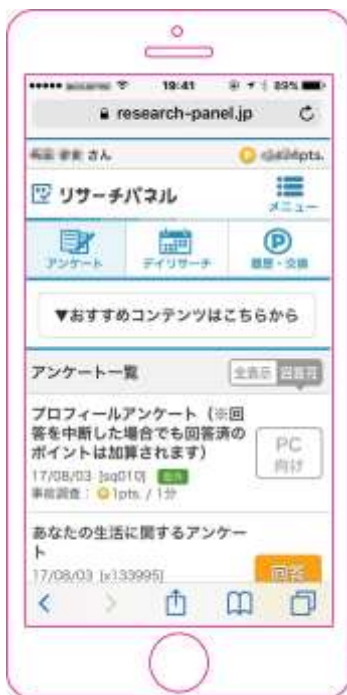 19:41 89%
research-panel.jp
さん pts.
リサーチパネル メニュー
アンケート デイリサーチ 履歴・交換
▼おすすめコンテンツはこちらから
アンケート一覧 全表示 回答可
プロフィールアンケート（※回
答を中断した場合でも回答済の
ポイントは加算されます）
PC
向け
17/08/03 [sq010]
事前調査： 1pts. / 1分
あなたの生活に関するアンケー
ト
17/08/03 [x133995]
回答